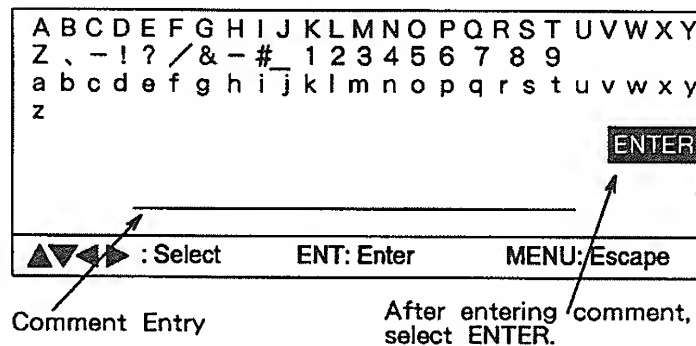 A B C D E F G H I J K L M N O P Q R S T U V W X Y
Z 、 - ! ? / & - # _ 1 2 3 4 5 6 7 8 9
a b c d e f g h i j k l m n o p q r s t u v w x y
z
ENTER
▲▼◀▶ : Select ENT: Enter MENU: Escape
Comment Entry
After entering comment,
select ENTER.